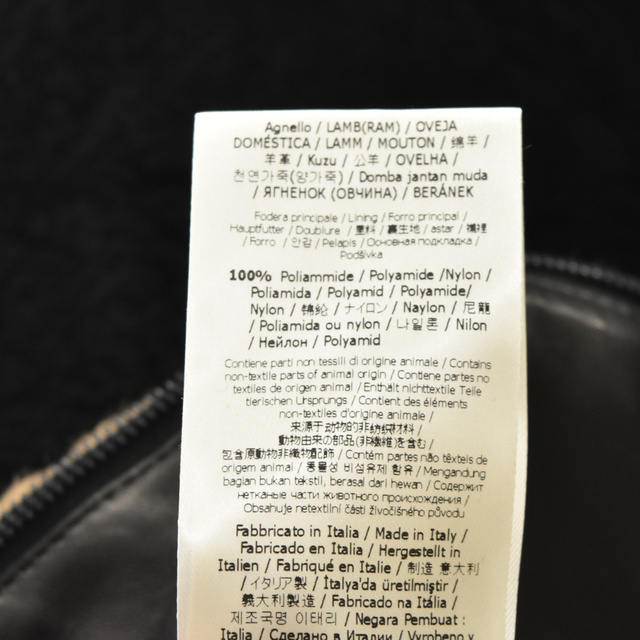 Agnello / LAMB(RAM) / OVEJA
DOMÉSTICA / LAMM / MOUTON / 绵羊 /
羊革 / Kuzu / 公羊 / OVELHA /
천연가죽(양가죽) / Domba jantan muda
/ ЯГНЕНОК (ОВЧИНА) / BERÁNEK
Fodera principale / Lining / Forro principal /
Hauptfutter / Doublure / 里料 / 裏生地 / astar / 襯裡
/ Forro / 안감 / Pelapis / Основная подкладка /
Podšívka
100% Poliammide / Polyamide /Nylon /
Poliamida / Polyamid / Polyamide/
Nylon / 锦纶 / ナイロン / Naylon / 尼龍
/ Poliamida ou nylon / 나일론 / Nilon
/ Нейлон / Polyamid
Contiene parti non tessili di origine animale / Contains
non-textile parts of animal origin / Contiene partes no
textiles de origen animal / Enthält nichttextile Teile
tierischen Ursprungs / Contient des éléments
non-textiles d'origine animale /
来源于动物的非纺织材料 /
動物由来の部品(非繊維)を含む /
包含原動物非織物配飾 / Contém partes não têxteis de
origem animal / 동물성 비섬유제 함유 / Mengandung
bagian bukan tekstil, berasal dari hewan / Содержит
нетканые части животного происхождения /
Obsahuje netextilní části živočišného původu
Fabbricato in Italia / Made in Italy /
Fabricado en Italia / Hergestellt in
Italien / Fabriqué en Italie / 制造 意大利
/ イタリア製 / İtalya'da üretilmiştir /
義大利製造 / Fabricado na Itália /
제조국명 이태리 / Negara Pembuat :
Italia / Сделано в Италии / Vyrobeno v